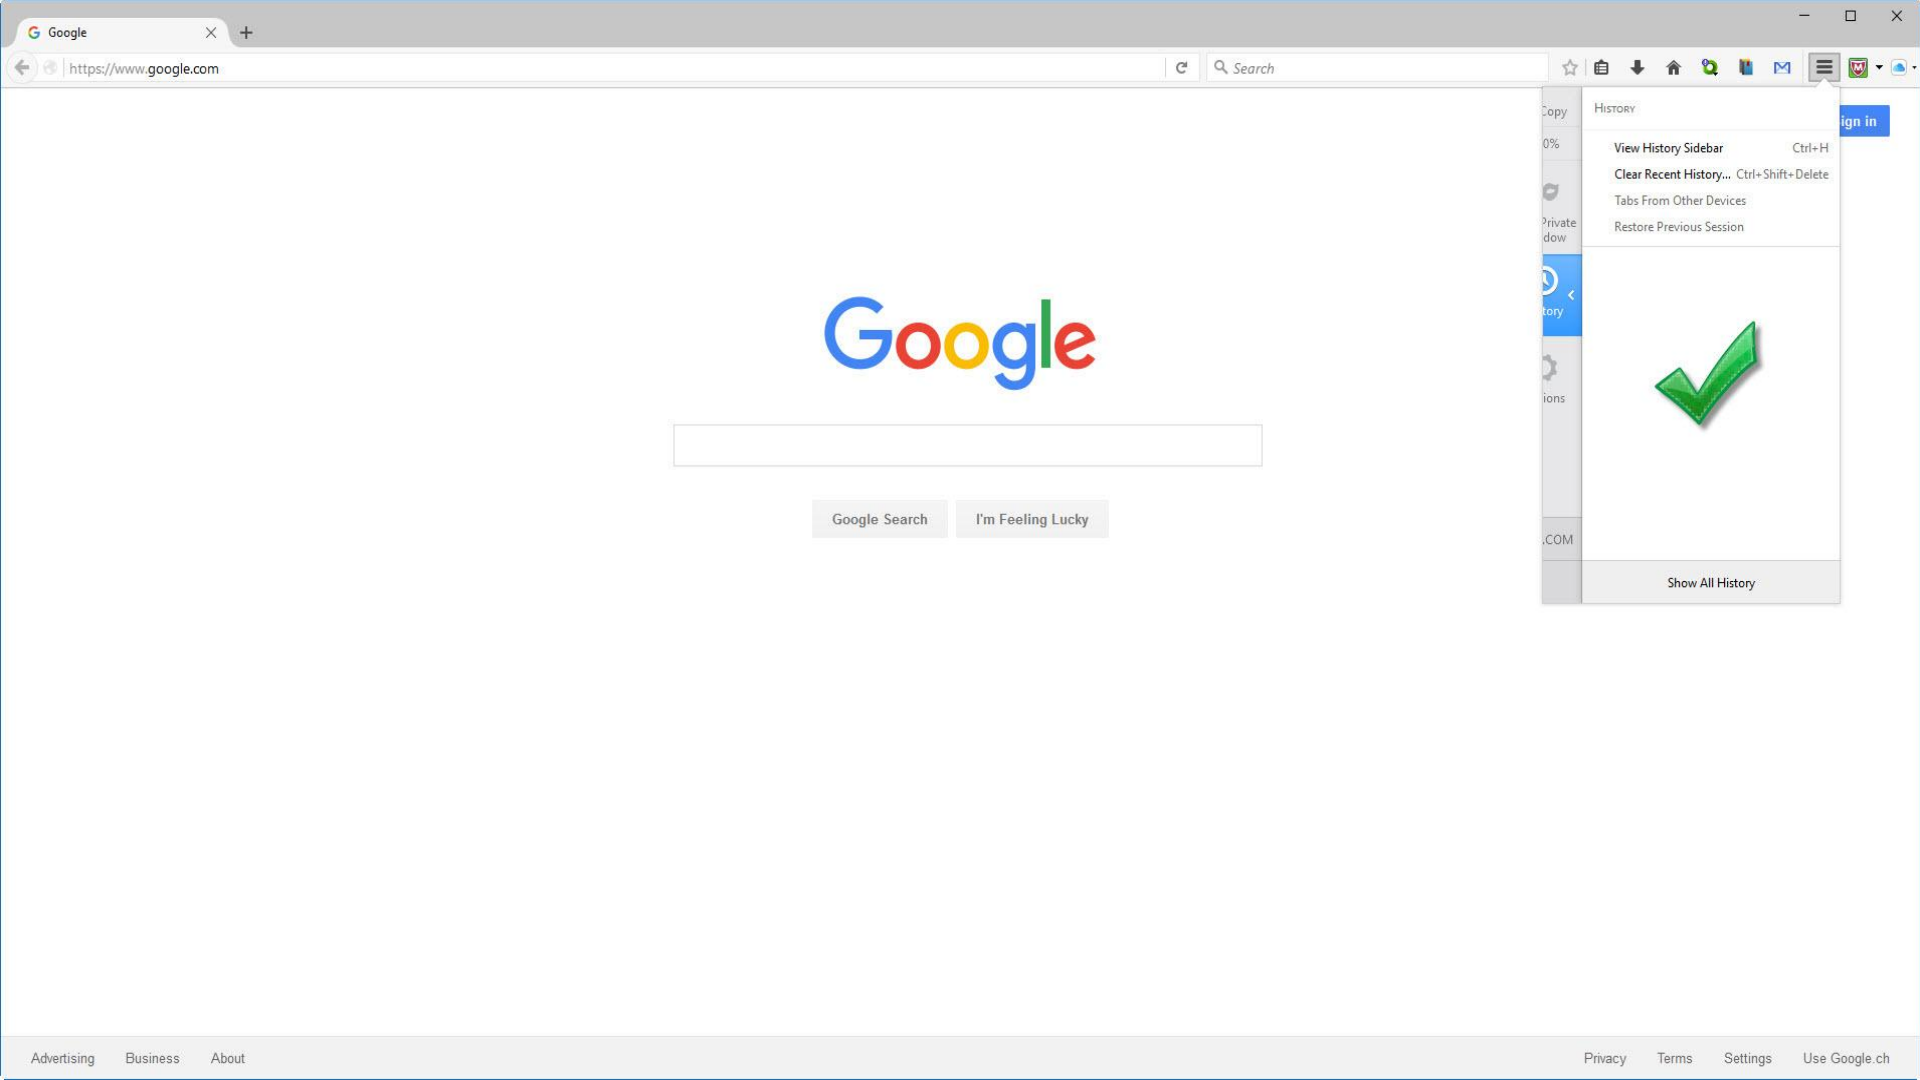 Google
https://www.google.com
Search
Copy
0%
Private
dow
tory
ions
.COM
HISTORY
View History Sidebar Ctrl+H
Clear Recent History... Ctrl+Shift+Delete
Tabs From Other Devices
Restore Previous Session
Show All History
ign in
Google
Google Search
I'm Feeling Lucky
Advertising Business About
Privacy Terms Settings Use Google.ch